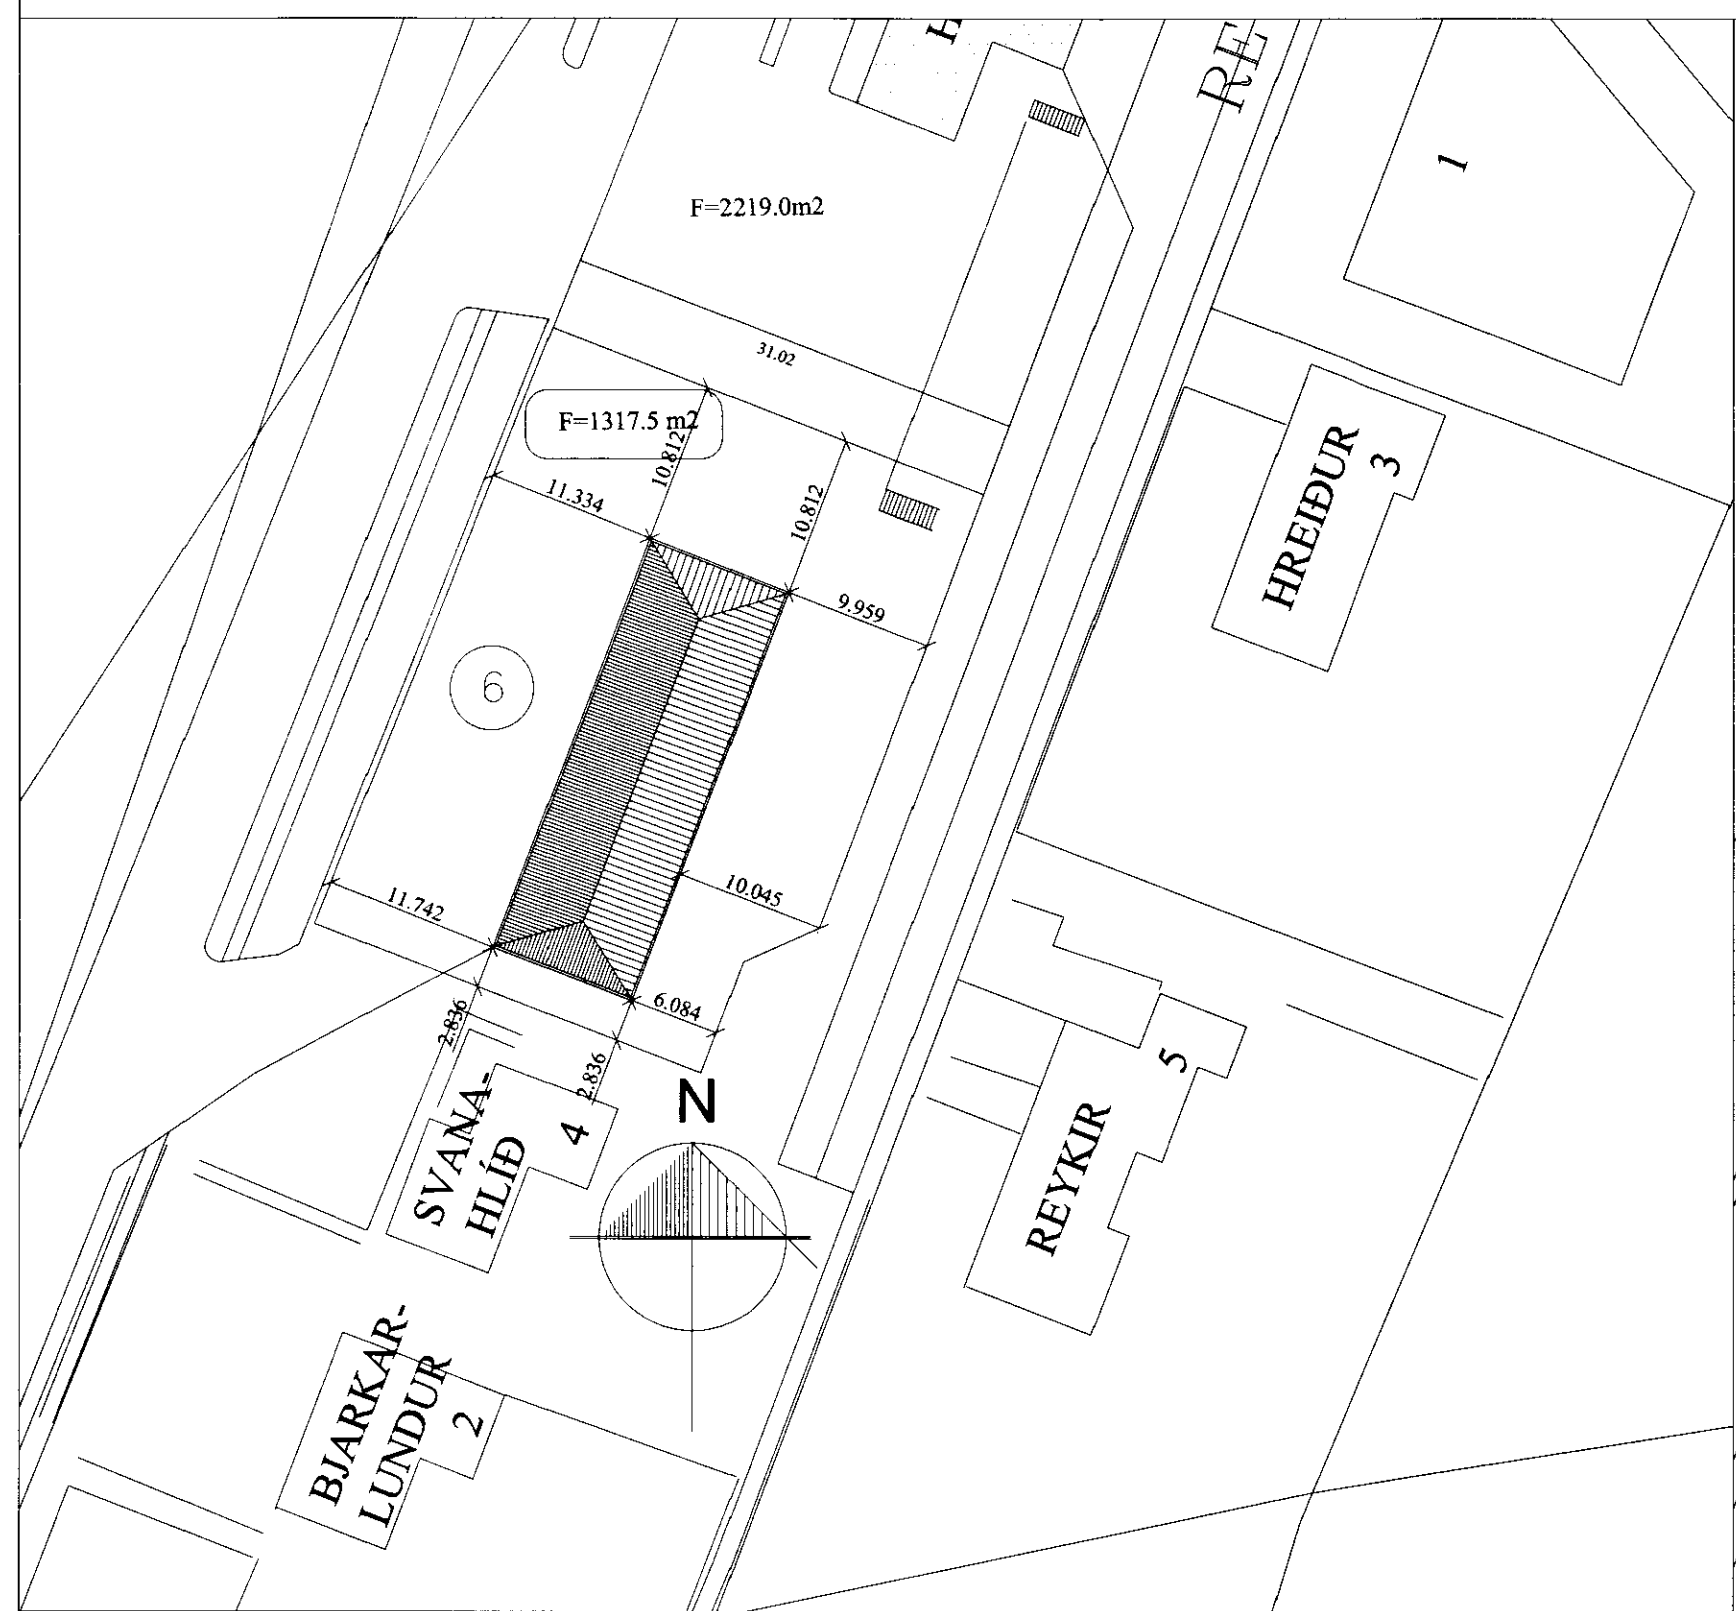 H
RE
1
F=2219.0m2
31.02
F=1317.5 m2
10.812
11.334
10.812
9.959
HREIÐUR
3
6
11.742
10.045
6.084
2.836
2.836
SVANA-
HLÍÐ
4
N
5
REYKIR
BJARKAR-
LUNDUR
2